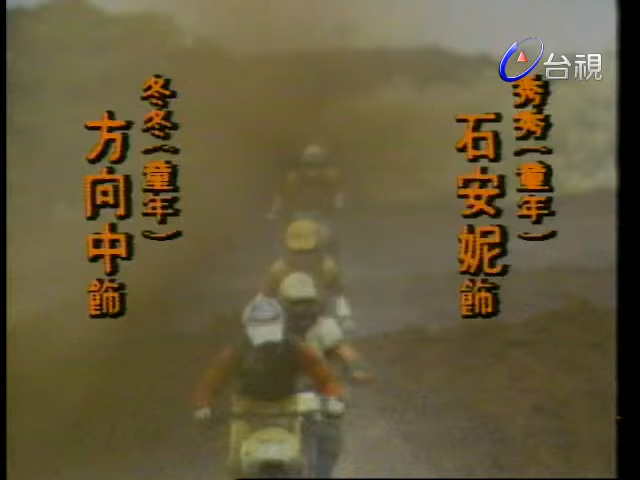 台視
秀秀（童年）
石安妮飾
冬冬（童年）
方向中飾